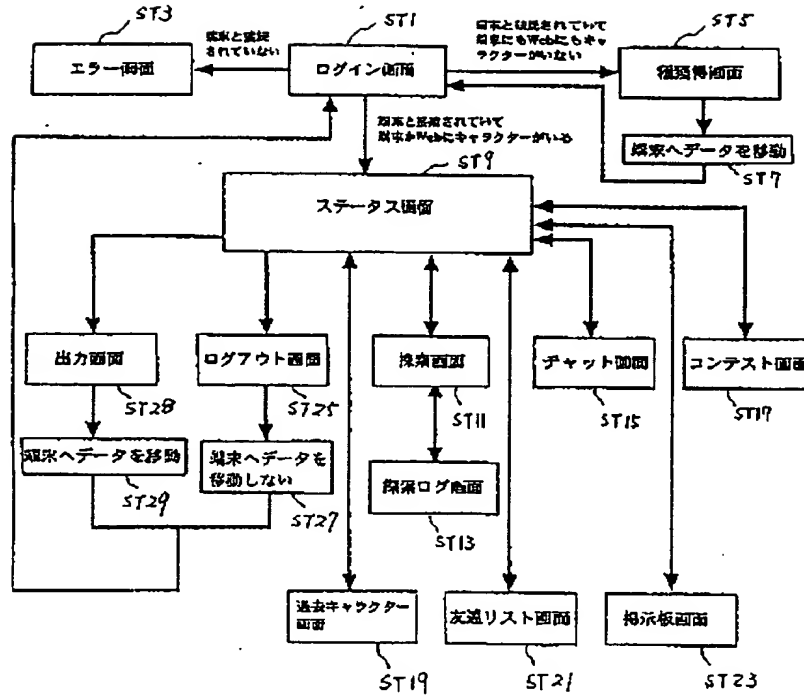 ST3
ST1
ST5
エラー画面
端末と接続
されていない
ログイン画面
端末と接続されていて
端末にもWebにもキャ
ラクターがいない
種獲得画面
端末と接続されていて
端末かWebにキャラクターがいる
端末へデータを移動
ST7
ST9
ステータス画面
出力画面
ST28
ログアウト画面
ST25
探索画面
ST11
チャット画面
ST15
コンテスト画面
ST17
端末へデータを移動
ST29
端末へデータを
移動しない
ST27
探索ログ画面
ST13
過去キャラクター
画面
ST19
友達リスト画面
ST21
掲示板画面
ST23